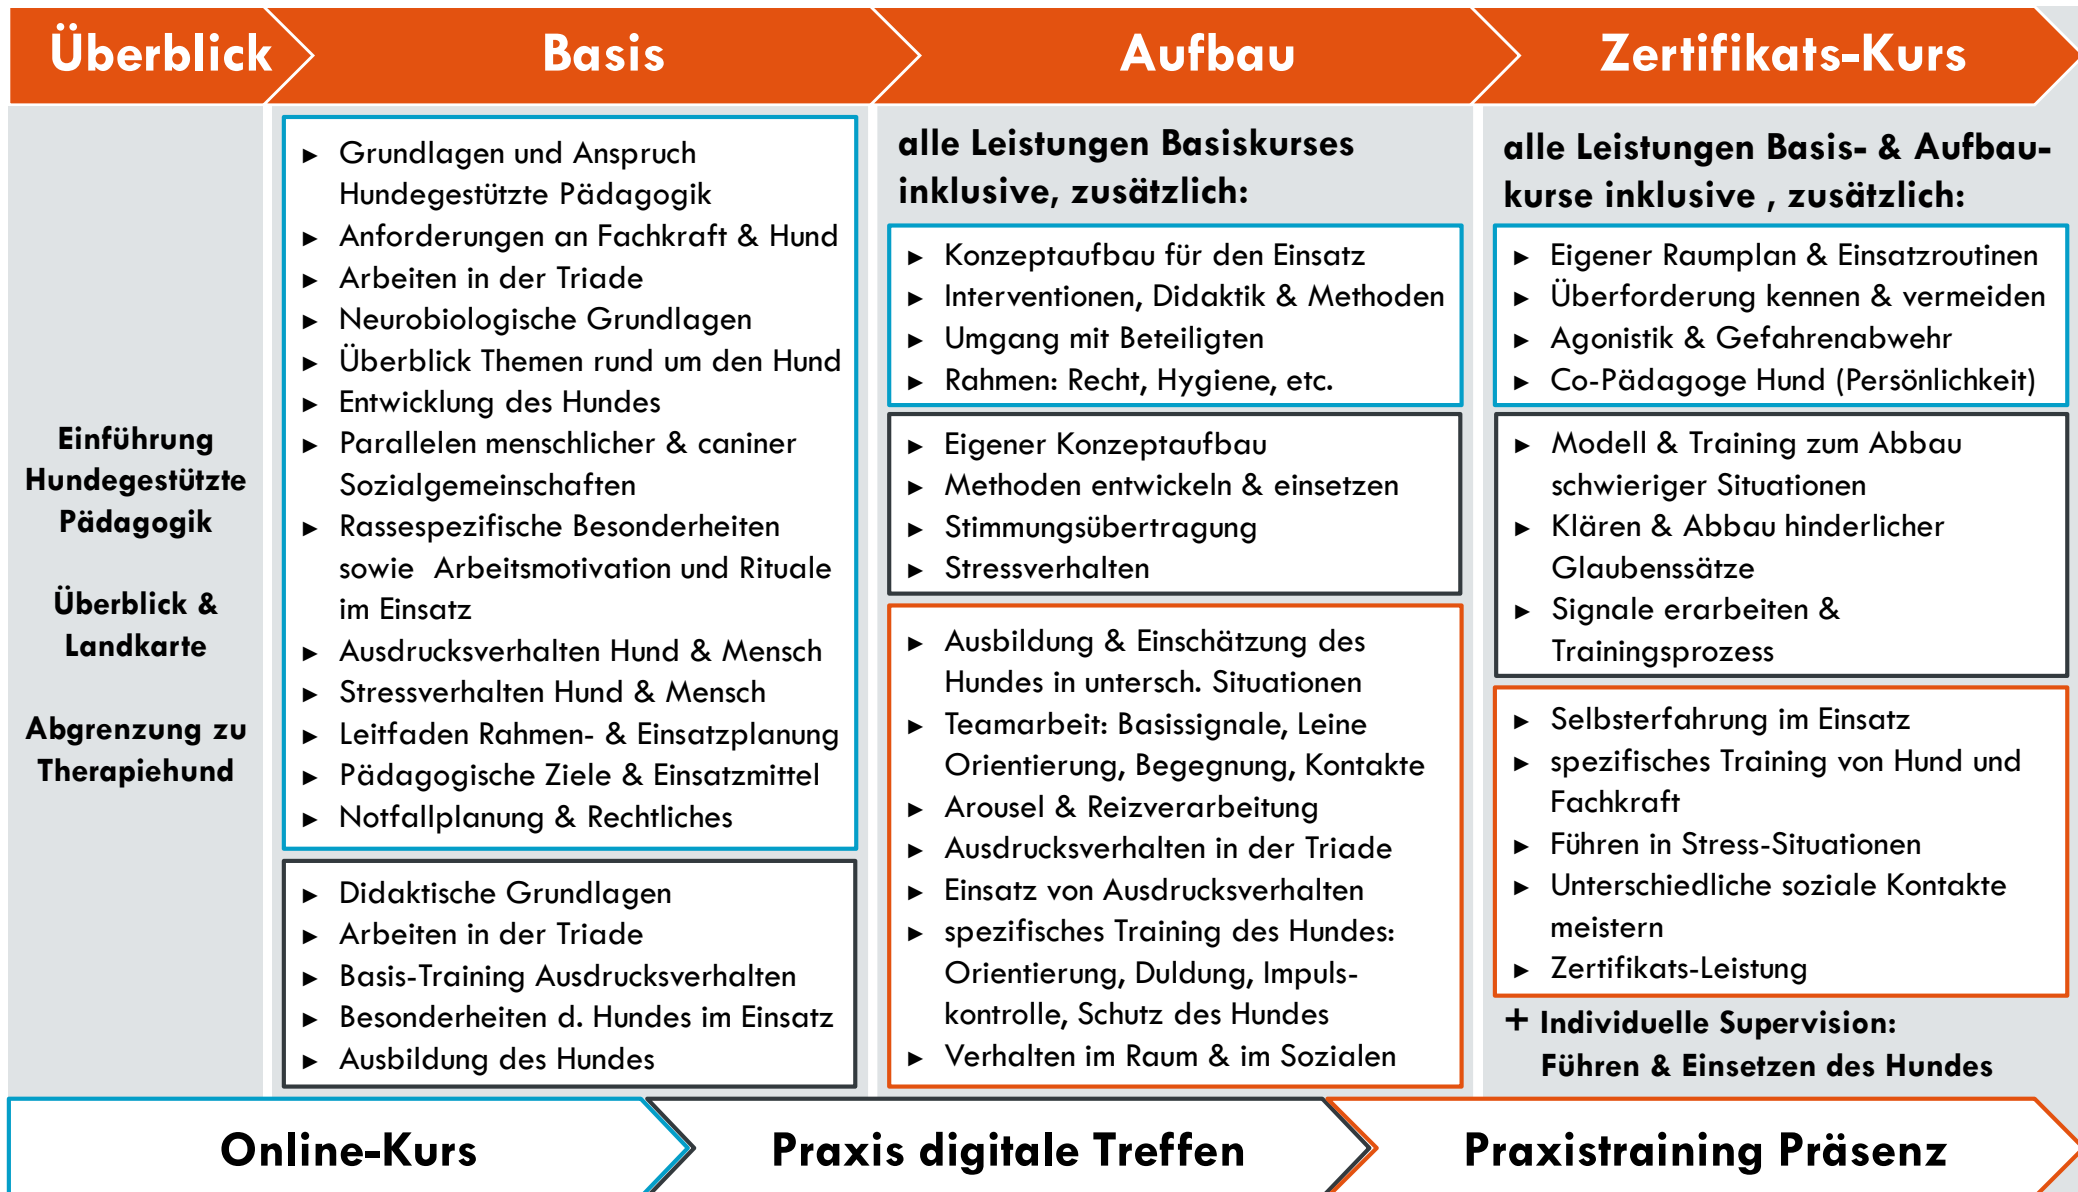 Überblick
Basis
Aufbau
Zertifikats-Kurs
Einführung
Hundegestützte
Pädagogik
Überblick &
Landkarte
Abgrenzung zu
Therapiehund
► Grundlagen und Anspruch
Hundegestützte Pädagogik
► Anforderungen an Fachkraft & Hund
► Arbeiten in der Triade
► Neurobiologische Grundlagen
► Überblick Themen rund um den Hund
► Entwicklung des Hundes
► Parallelen menschlicher & caniner
Sozialgemeinschaften
► Rassespezifische Besonderheiten
sowie Arbeitsmotivation und Rituale
im Einsatz
► Ausdrucksverhalten Hund & Mensch
► Stressverhalten Hund & Mensch
► Leitfaden Rahmen- & Einsatzplanung
► Pädagogische Ziele & Einsatzmittel
► Notfallplanung & Rechtliches
► Didaktische Grundlagen
► Arbeiten in der Triade
► Basis-Training Ausdrucksverhalten
► Besonderheiten d. Hundes im Einsatz
► Ausbildung des Hundes
alle Leistungen Basiskurses
inklusive, zusätzlich:
► Konzeptaufbau für den Einsatz
► Interventionen, Didaktik & Methoden
► Umgang mit Beteiligten
► Rahmen: Recht, Hygiene, etc.
► Eigener Konzeptaufbau
► Methoden entwickeln & einsetzen
► Stimmungsübertragung
► Stressverhalten
► Ausbildung & Einschätzung des
Hundes in untersch. Situationen
► Teamarbeit: Basissignale, Leine
Orientierung, Begegnung, Kontakte
► Arousel & Reizverarbeitung
► Ausdrucksverhalten in der Triade
► Einsatz von Ausdrucksverhalten
► spezifisches Training des Hundes:
Orientierung, Duldung, Impuls-
kontrolle, Schutz des Hundes
► Verhalten im Raum & im Sozialen
alle Leistungen Basis- & Aufbau-
kurse inklusive , zusätzlich:
► Eigener Raumplan & Einsatzroutinen
► Überforderung kennen & vermeiden
► Agonistik & Gefahrenabwehr
► Co-Pädagoge Hund (Persönlichkeit)
► Modell & Training zum Abbau
schwieriger Situationen
► Klären & Abbau hinderlicher
Glaubenssätze
► Signale erarbeiten &
Trainingsprozess
► Selbsterfahrung im Einsatz
► spezifisches Training von Hund und
Fachkraft
► Führen in Stress-Situationen
► Unterschiedliche soziale Kontakte
meistern
► Zertifikats-Leistung
+ Individuelle Supervision:
Führen & Einsetzen des Hundes
Online-Kurs
Praxis digitale Treffen
Praxistraining Präsenz